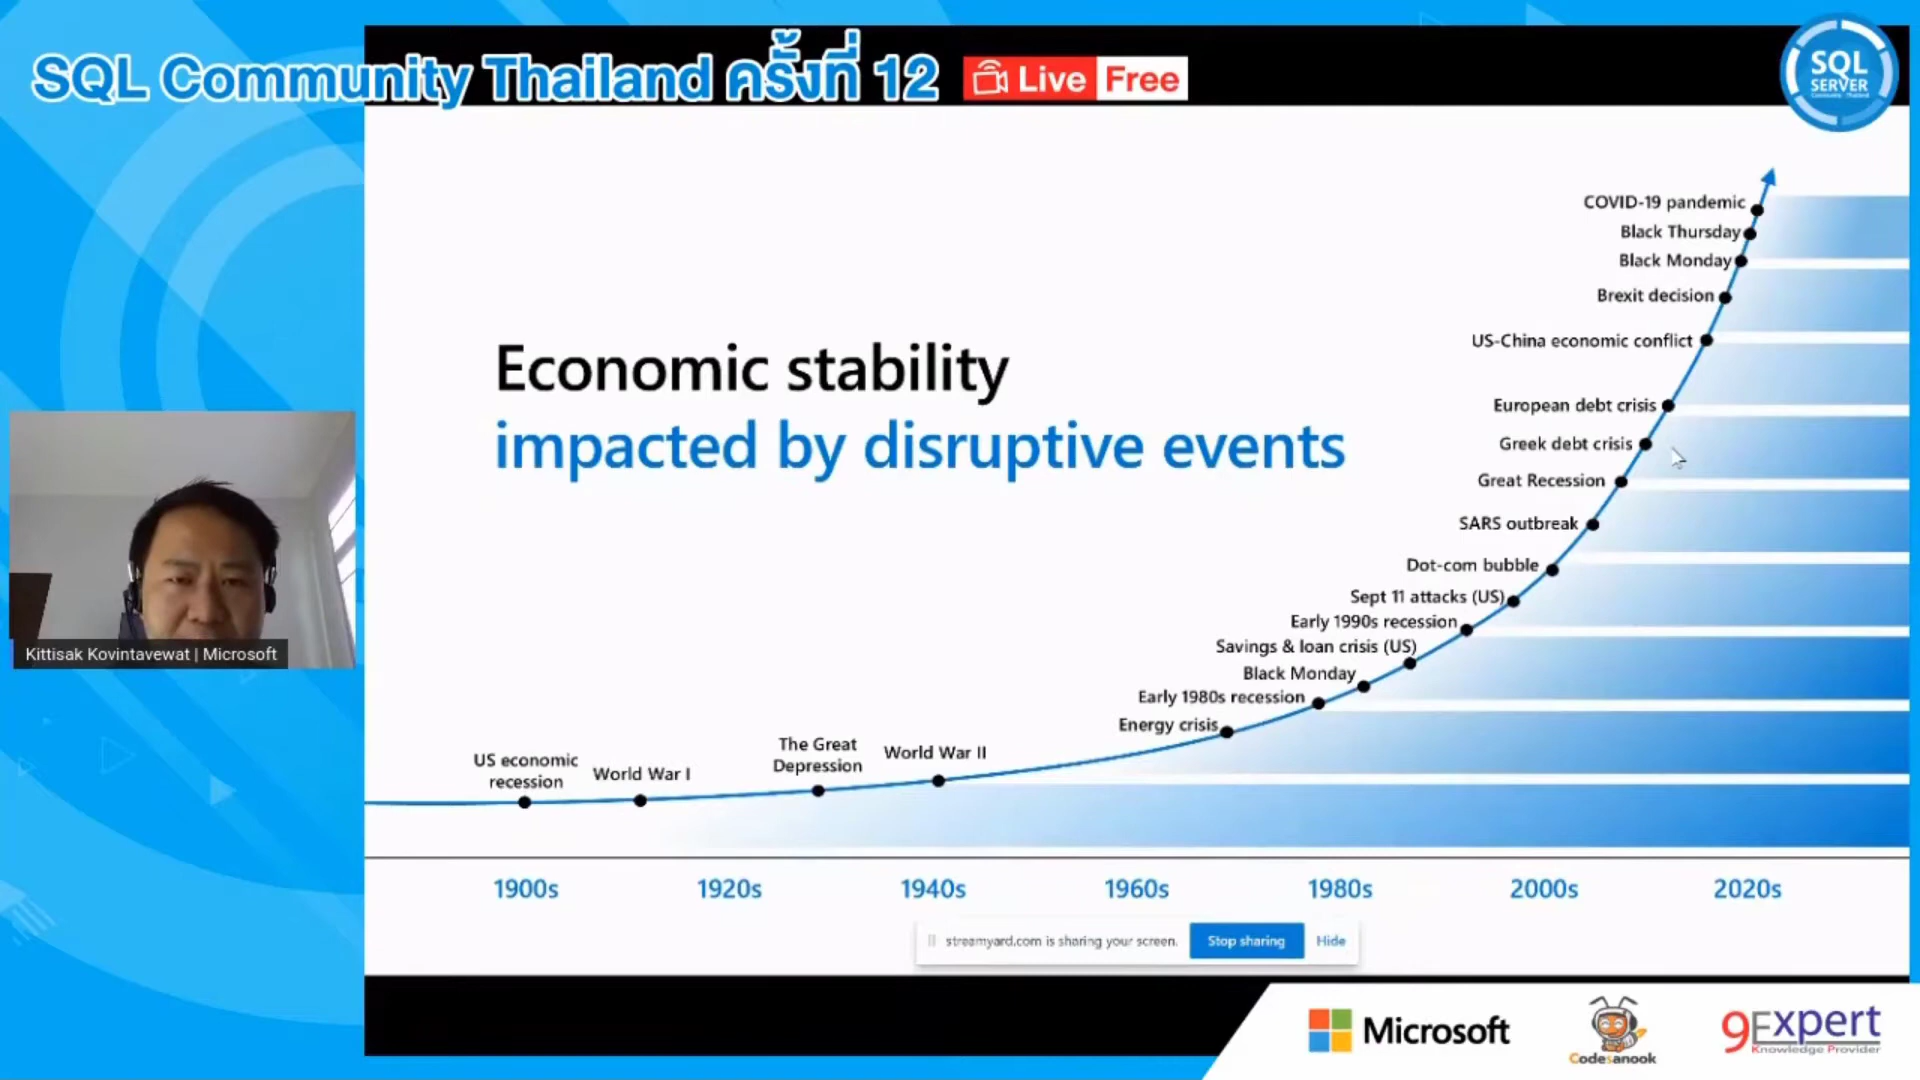 SQL Community Thailand ครั้งที่ 12
Live Free
SQL
SERVER
COVID-19 pandemic
Black Thursday
Black Monday
Brexit decision
US-China economic conflict
Economic stability
impacted by disruptive events
European debt crisis
Greek debt crisis
Great Recession
SARS outbreak
Dot-com bubble
Sept 11 attacks (US)
Early 1990s recession
Savings & loan crisis (US)
Black Monday
Early 1980s recession
Energy crisis
World War II
The Great
Depression
World War I
US economic
recession
Kittisak Kovintavewat | Microsoft
1900s 1920s 1940s 1960s 1980s 2000s 2020s
streamyard.com is sharing your screen. Stop sharing Hide
Microsoft
Codesanook
9Expert
Knowledge Provider